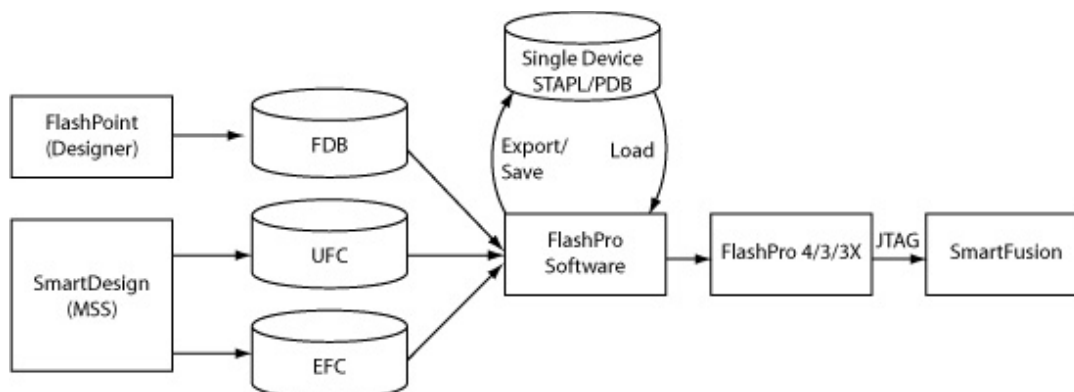 Single Device
STAPL/PDB
FlashPoint
(Designer)
FDB
Export/
Save
Load
SmartDesign
(MSS)
UFC
EFC
FlashPro
Software
FlashPro 4/3/3X
JTAG
SmartFusion